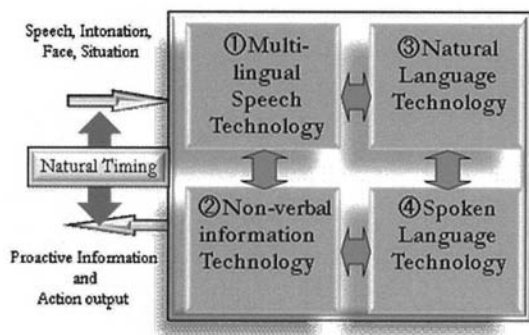 Speech, Intonation,
Face, Situation
Natural Timing
Proactive Information
and
Action output
①Multi-
lingual
Speech
Technology
③Natural
Language
Technology
②Non-verbal
information
Technology
④Spoken
Language
Technology